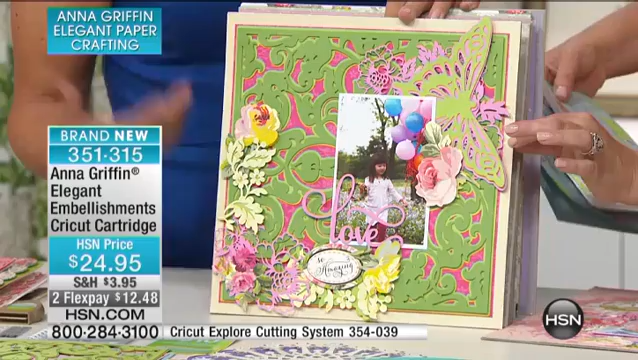 ANNA GRIFFIN
ELEGANT PAPER
CRAFTING
BRAND NEW
351-315
Anna Griffin®
Elegant
Embellishments
Cricut Cartridge
HSN Price
$24.95
S&H $3.95
2 Flexpay $12.48
HSN.COM
800-284-3100
Cricut Explore Cutting System 354-039
love
so
Amazing
HSN